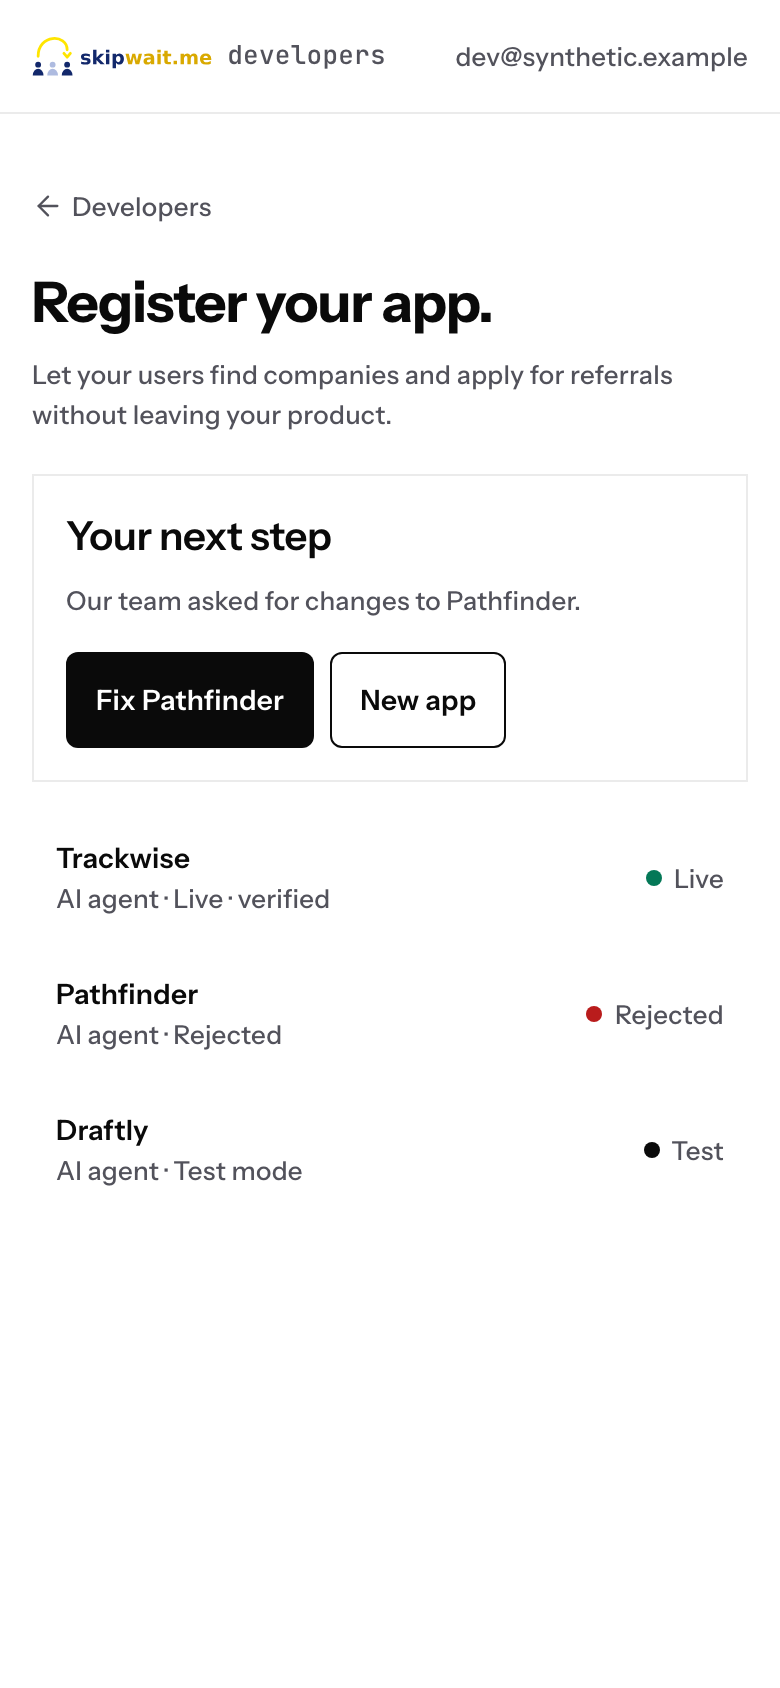 skipwait.me developers dev@synthetic.example
← Developers
Register your app.
Let your users find companies and apply for referrals
without leaving your product.
Your next step
Our team asked for changes to Pathfinder.
Fix Pathfinder New app
Trackwise
AI agent · Live · verified
Live
Pathfinder
AI agent · Rejected
Rejected
Draftly
AI agent · Test mode
Test